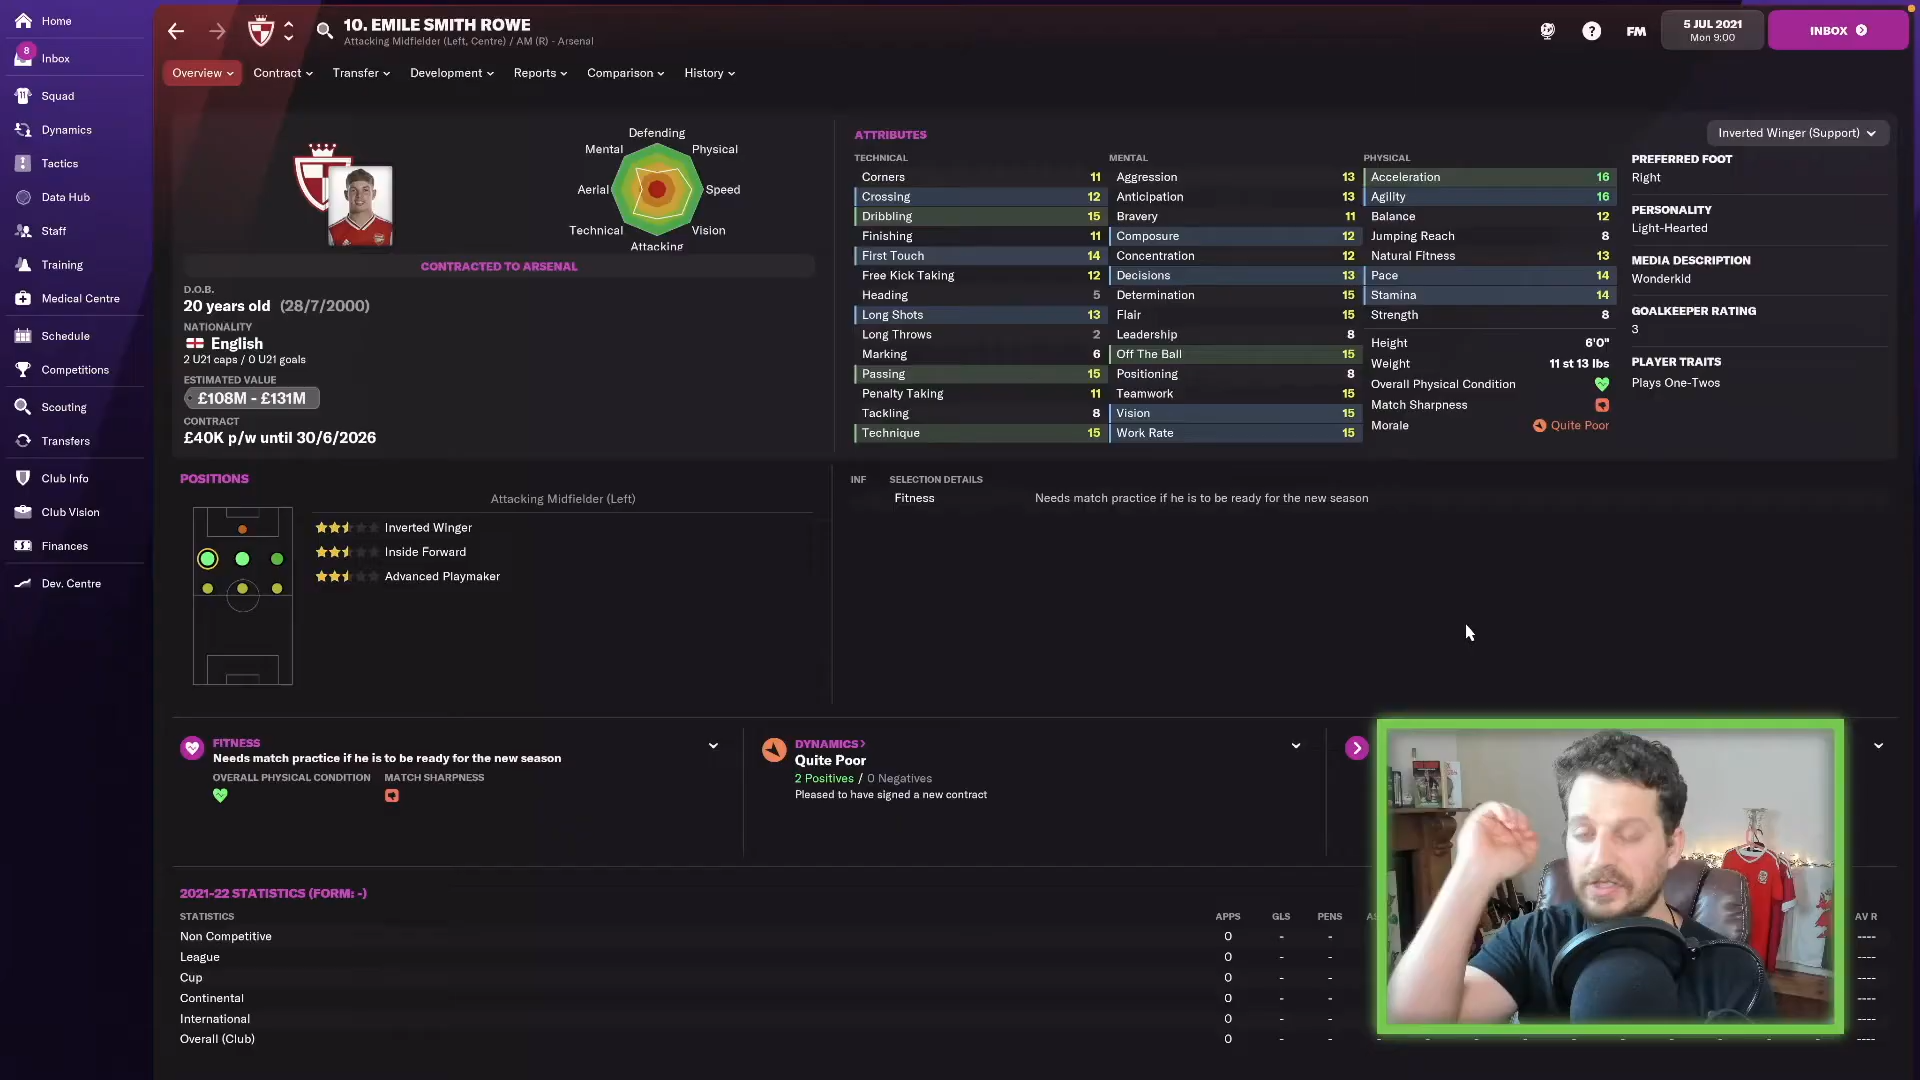 Home
8
Inbox
Squad
Dynamics
Tactics
Data Hub
Staff
Training
Medical Centre
Schedule
Competitions
Scouting
Transfers
Club Info
Club Vision
Finances
Dev. Centre
10. EMILE SMITH ROWE
Attacking Midfielder (Left, Centre) / AM (R) - Arsenal
FM
5 JUL 2021
Mon 9:00
INBOX
Overview
Contract
Transfer
Development
Reports
Comparison
History
Defending
Mental
Physical
Aerial
Speed
Technical
Vision
Attacking
CONTRACTED TO ARSENAL
D.O.B.
20 years old (28/7/2000)
NATIONALITY
English
2 U21 caps / 0 U21 goals
ESTIMATED VALUE
£108M - £131M
CONTRACT
£40K p/w until 30/6/2026
ATTRIBUTES
Inverted Winger (Support)
TECHNICAL
Corners 11
Crossing 12
Dribbling 15
Finishing 11
First Touch 14
Free Kick Taking 12
Heading 5
Long Shots 13
Long Throws 2
Marking 6
Passing 15
Penalty Taking 11
Tackling 8
Technique 15
MENTAL
Aggression 13
Anticipation 13
Bravery 11
Composure 12
Concentration 12
Decisions 13
Determination 15
Flair 15
Leadership 8
Off The Ball 15
Positioning 8
Teamwork 15
Vision 15
Work Rate 15
PHYSICAL
Acceleration 16
Agility 16
Balance 12
Jumping Reach 8
Natural Fitness 13
Pace 14
Stamina 14
Strength 8
Height 6'0"
Weight 11 st 13 lbs
Overall Physical Condition
Match Sharpness
Morale Quite Poor
PREFERRED FOOT
Right
PERSONALITY
Light-Hearted
MEDIA DESCRIPTION
Wonderkid
GOALKEEPER RATING
3
PLAYER TRAITS
Plays One-Twos
POSITIONS
Attacking Midfielder (Left)
Inverted Winger
Inside Forward
Advanced Playmaker
INF SELECTION DETAILS
Fitness Needs match practice if he is to be ready for the new season
FITNESS
Needs match practice if he is to be ready for the new season
OVERALL PHYSICAL CONDITION MATCH SHARPNESS
DYNAMICS>
Quite Poor
2 Positives / 0 Negatives
Pleased to have signed a new contract
2021-22 STATISTICS (FORM: -)
STATISTICS APPS GLS PENS AV R
Non Competitive 0 - - ----
League 0 - - ----
Cup 0 - - ----
Continental 0 - - ----
International 0 - - ----
Overall (Club) 0 - - ----